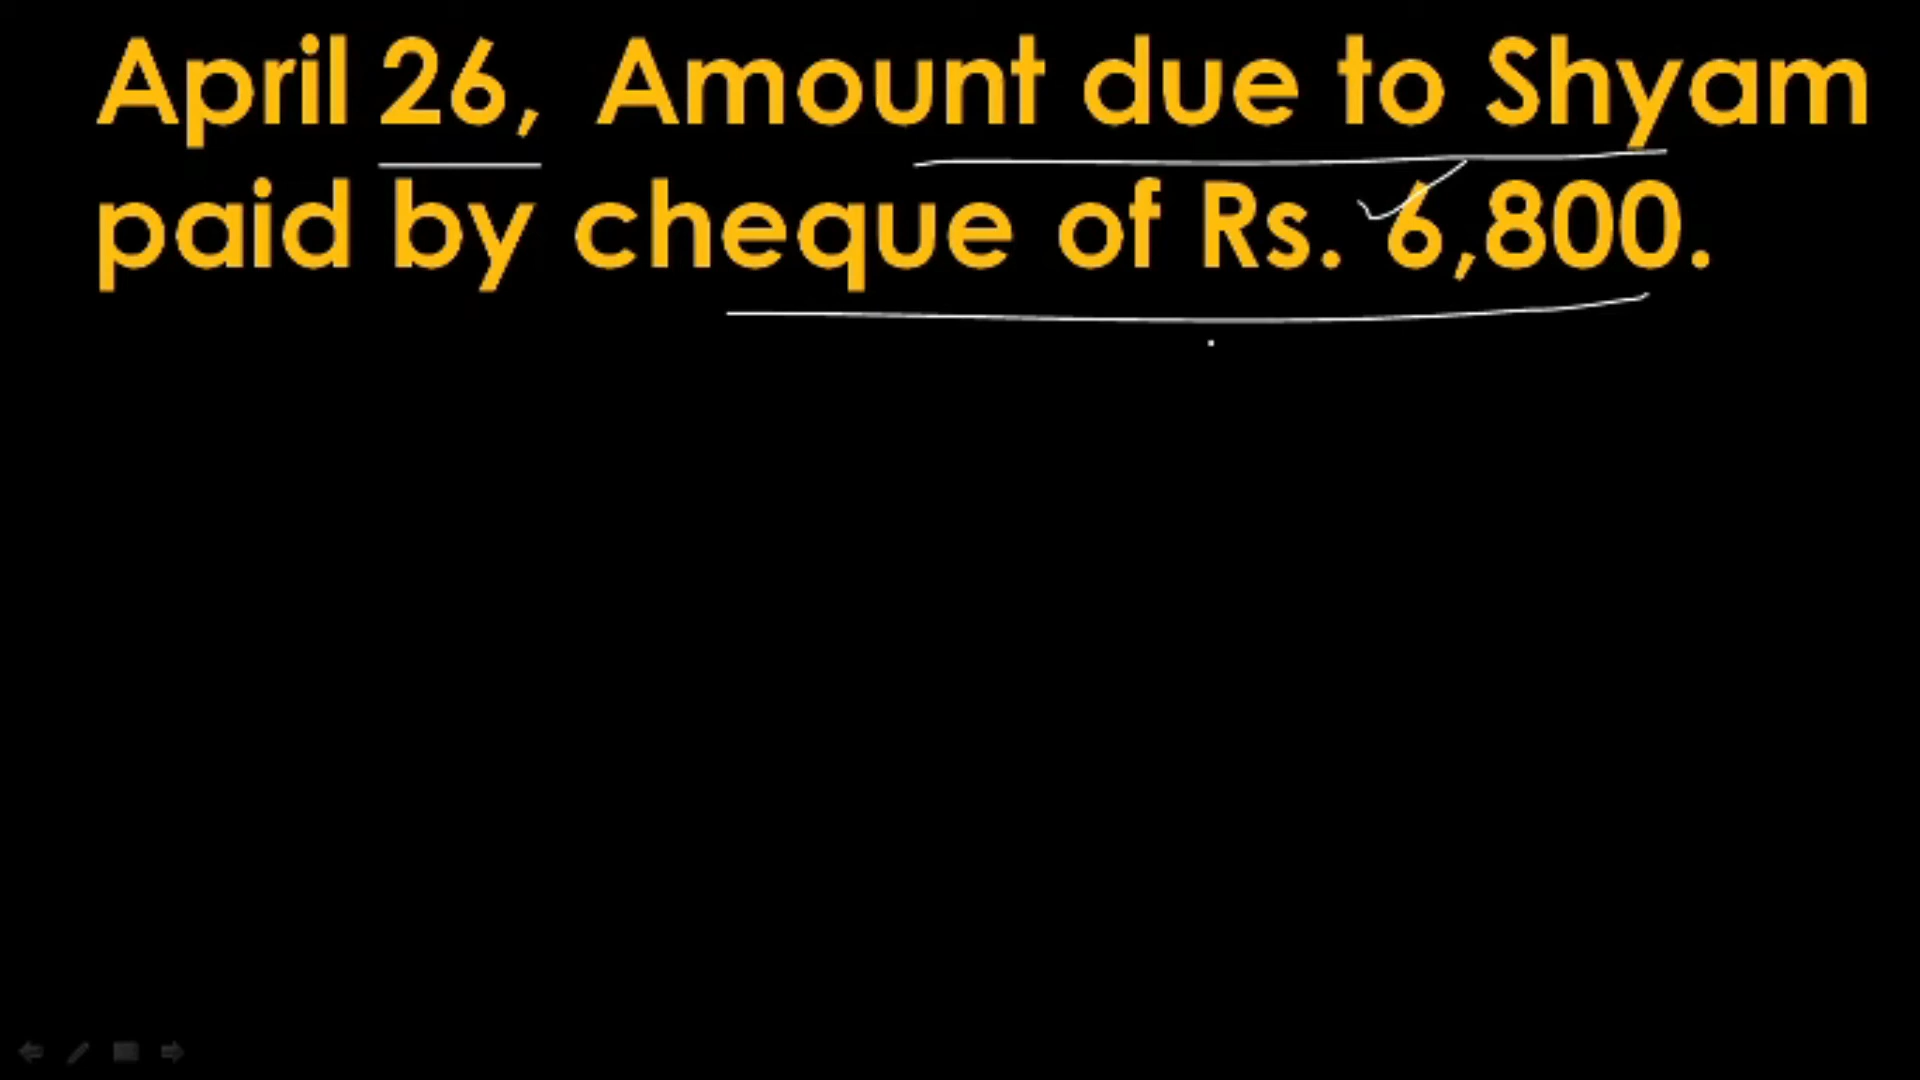 April 26, Amount due to Shyam
paid by cheque of Rs. 6,800.